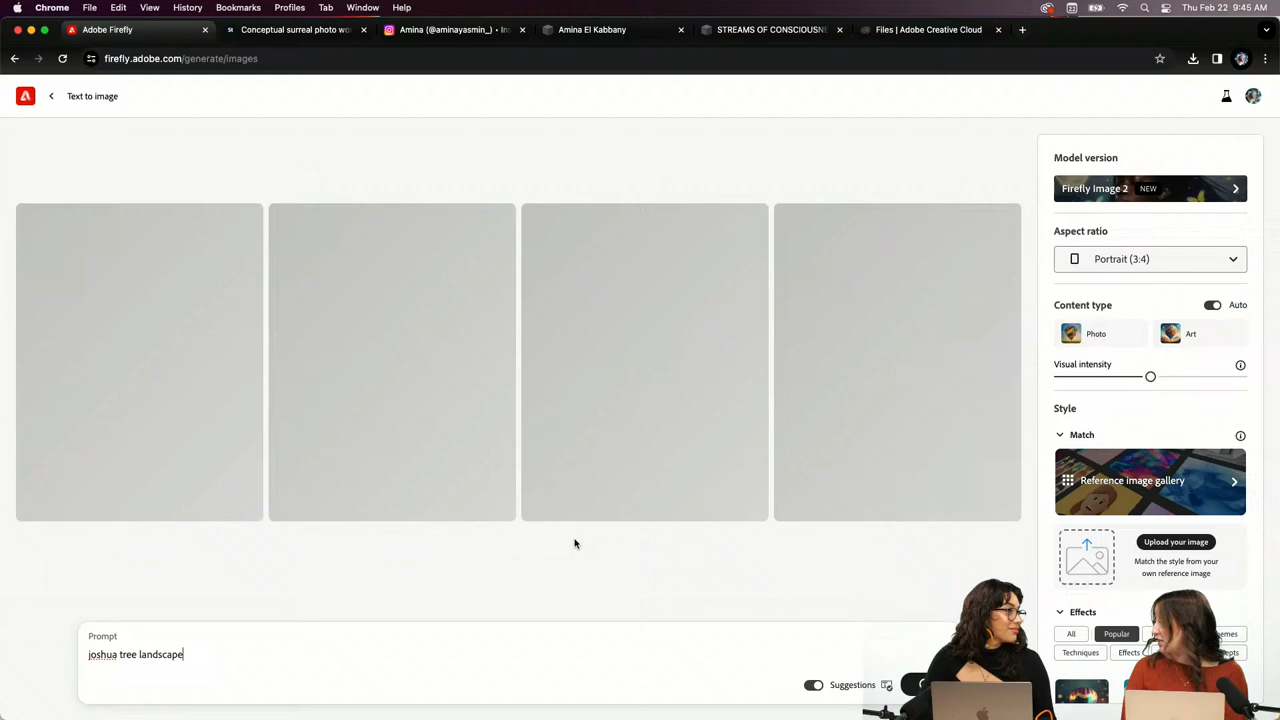 Chrome File Edit View History Bookmarks Profiles Tab Window Help Thu Feb 22 9:45 AM
Adobe Firefly Conceptual surreal photo wo Amina (@aminayasmin_) • Ins Amina El Kabbany STREAMS OF CONSCIOUSNE Files | Adobe Creative Cloud
firefly.adobe.com/generate/images
Text to image
Model version
Firefly Image 2 NEW
Aspect ratio
Portrait (3:4)
Content type Auto
Photo Art
Visual intensity
Style
Match
Reference image gallery
Upload your image
Match the style from your
own reference image
Effects
All Popular
Techniques Effects
Prompt
joshua tree landscape
Suggestions